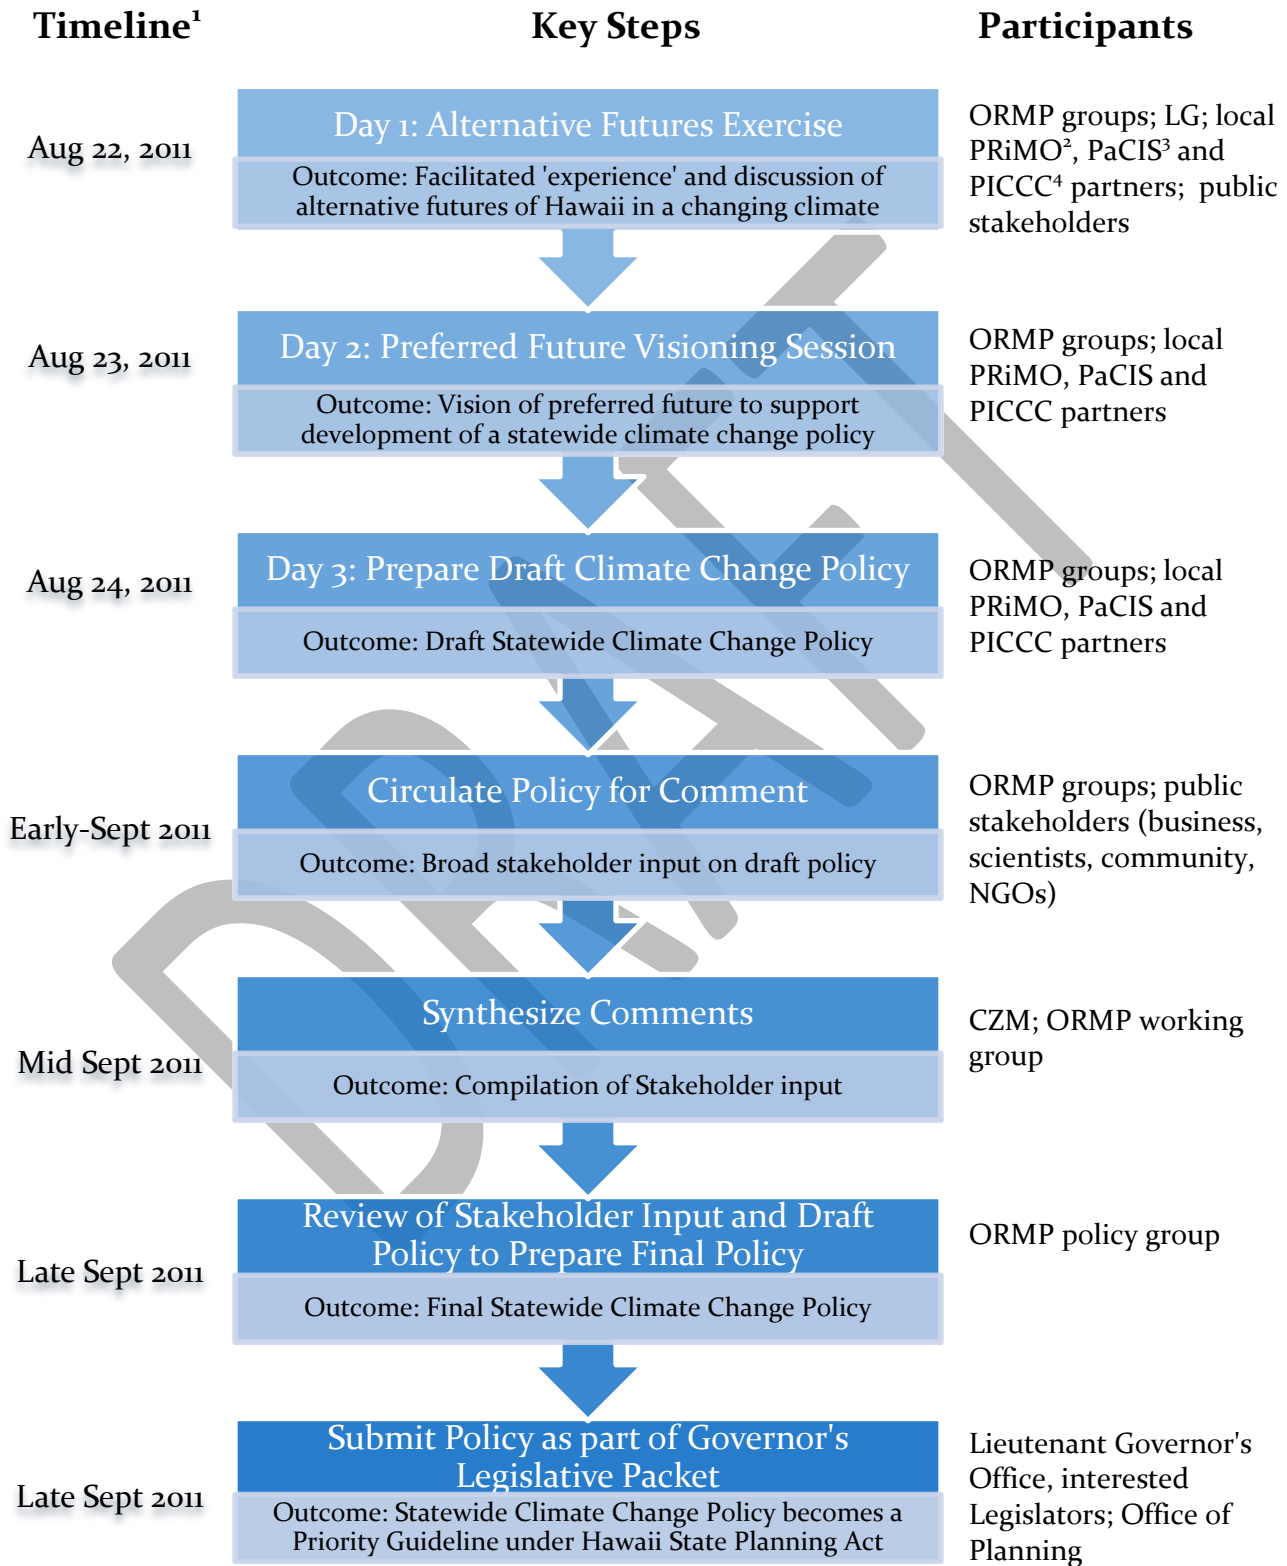 Timeline¹ Key Steps Participants
Aug 22, 2011
Day 1: Alternative Futures Exercise
Outcome: Facilitated 'experience' and discussion of
alternative futures of Hawaii in a changing climate
ORMP groups; LG; local
PRiMO², PaCIS³ and
PICCC⁴ partners; public
stakeholders
Aug 23, 2011
Day 2: Preferred Future Visioning Session
Outcome: Vision of preferred future to support
development of a statewide climate change policy
ORMP groups; local
PRiMO, PaCIS and
PICCC partners
Aug 24, 2011
Day 3: Prepare Draft Climate Change Policy
Outcome: Draft Statewide Climate Change Policy
ORMP groups; local
PRiMO, PaCIS and
PICCC partners
Early-Sept 2011
Circulate Policy for Comment
Outcome: Broad stakeholder input on draft policy
ORMP groups; public
stakeholders (business,
scientists, community,
NGOs)
Mid Sept 2011
Synthesize Comments
Outcome: Compilation of Stakeholder input
CZM; ORMP working
group
Late Sept 2011
Review of Stakeholder Input and Draft
Policy to Prepare Final Policy
Outcome: Final Statewide Climate Change Policy
ORMP policy group
Late Sept 2011
Submit Policy as part of Governor's
Legislative Packet
Outcome: Statewide Climate Change Policy becomes a
Priority Guideline under Hawaii State Planning Act
Lieutenant Governor's
Office, interested
Legislators; Office of
Planning
DRAFT